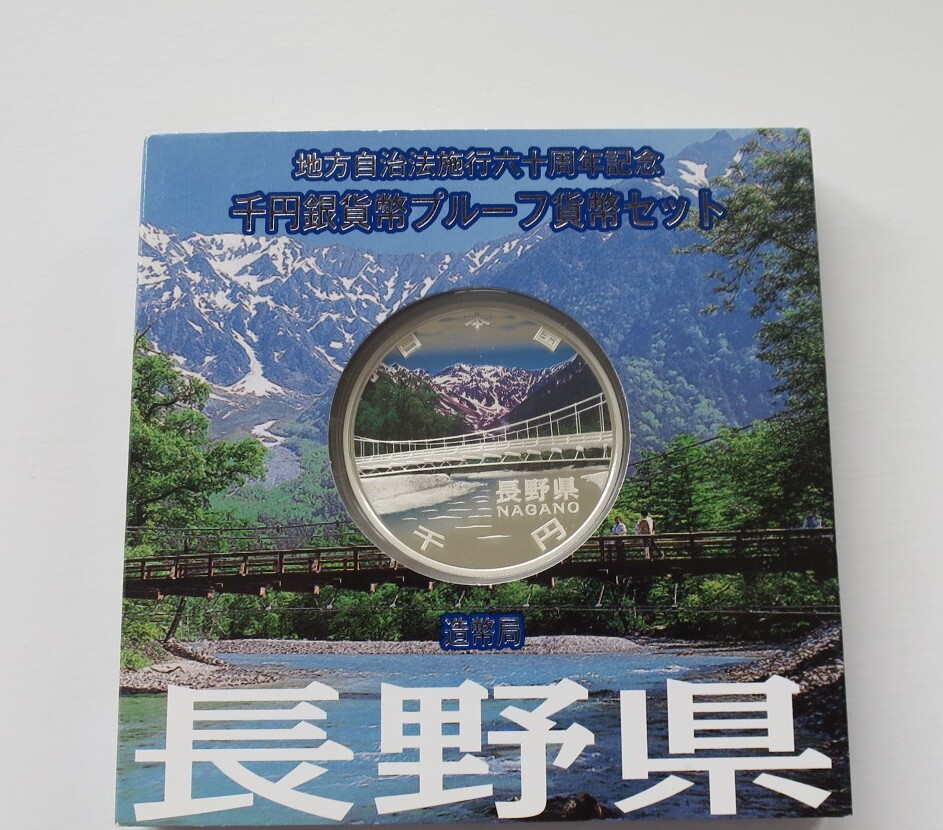 地方自治法施行六十周年記念
千円銀貨幣プルーフ貨幣セット
日本国
長野県
NAGANO
千円
造幣局
長野県